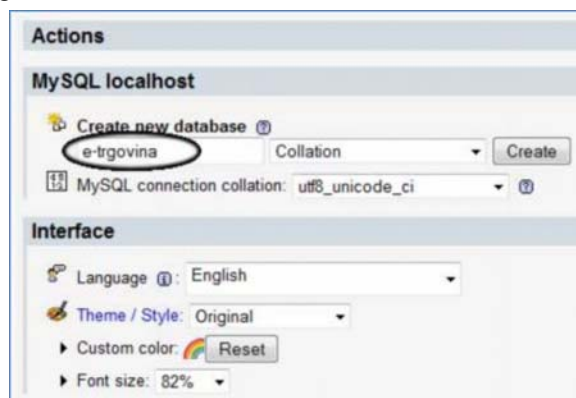 Actions
MySQL localhost
Create new database
e-trgovina Collation Create
MySQL connection collation: utf8_unicode_ci
Interface
Language : English
Theme / Style: Original
Custom color: Reset
Font size: 82%